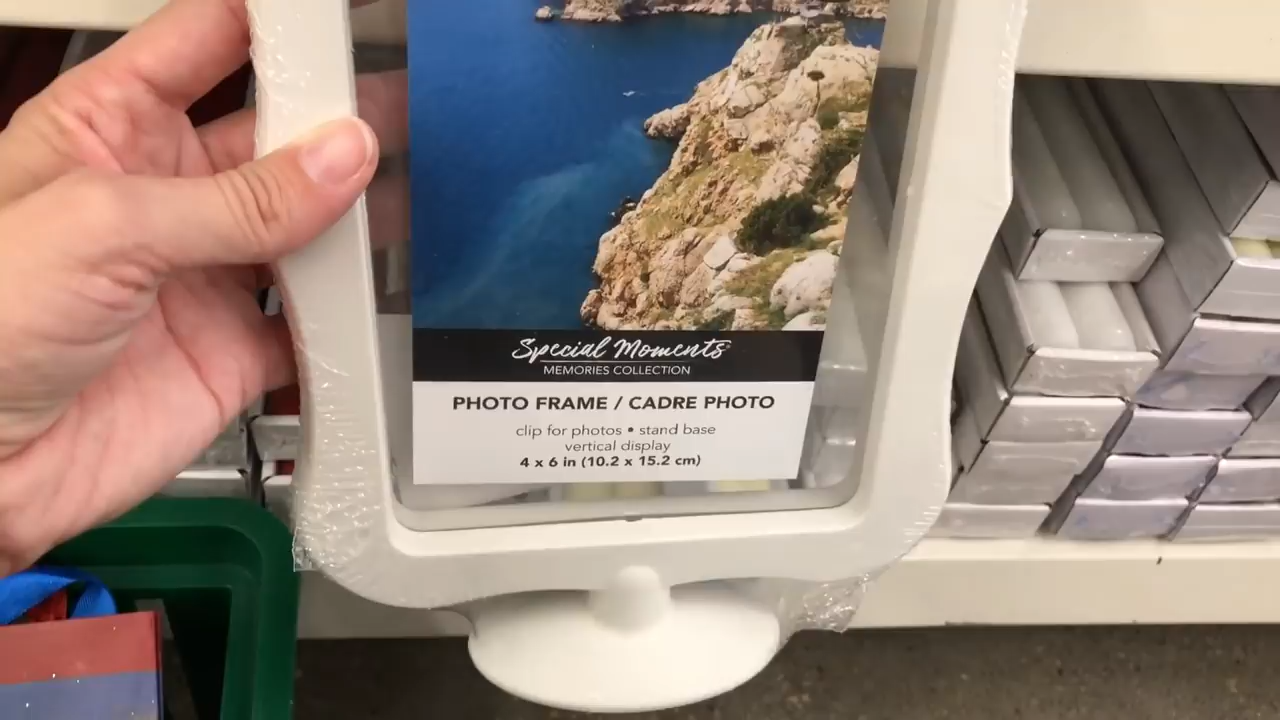 Special Moments
MEMORIES COLLECTION
PHOTO FRAME / CADRE PHOTO
clip for photos • stand base
vertical display
4 x 6 in (10.2 x 15.2 cm)